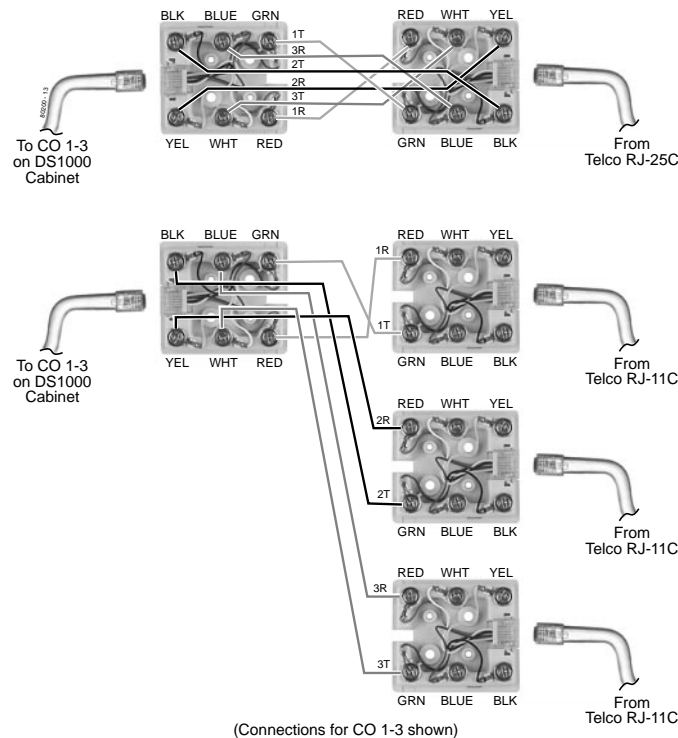 BLK BLUE GRN
RED WHT YEL
1T
3R
2T
2R
3T
1R
80200 - 13
To CO 1-3
on DS1000
Cabinet
YEL WHT RED
GRN BLUE BLK
From
Telco RJ-25C
BLK BLUE GRN
RED WHT YEL
1R
1T
To CO 1-3
on DS1000
Cabinet
YEL WHT RED
GRN BLUE BLK
From
Telco RJ-11C
RED WHT YEL
2R
2T
GRN BLUE BLK
From
Telco RJ-11C
RED WHT YEL
3R
3T
GRN BLUE BLK
From
Telco RJ-11C
(Connections for CO 1-3 shown)